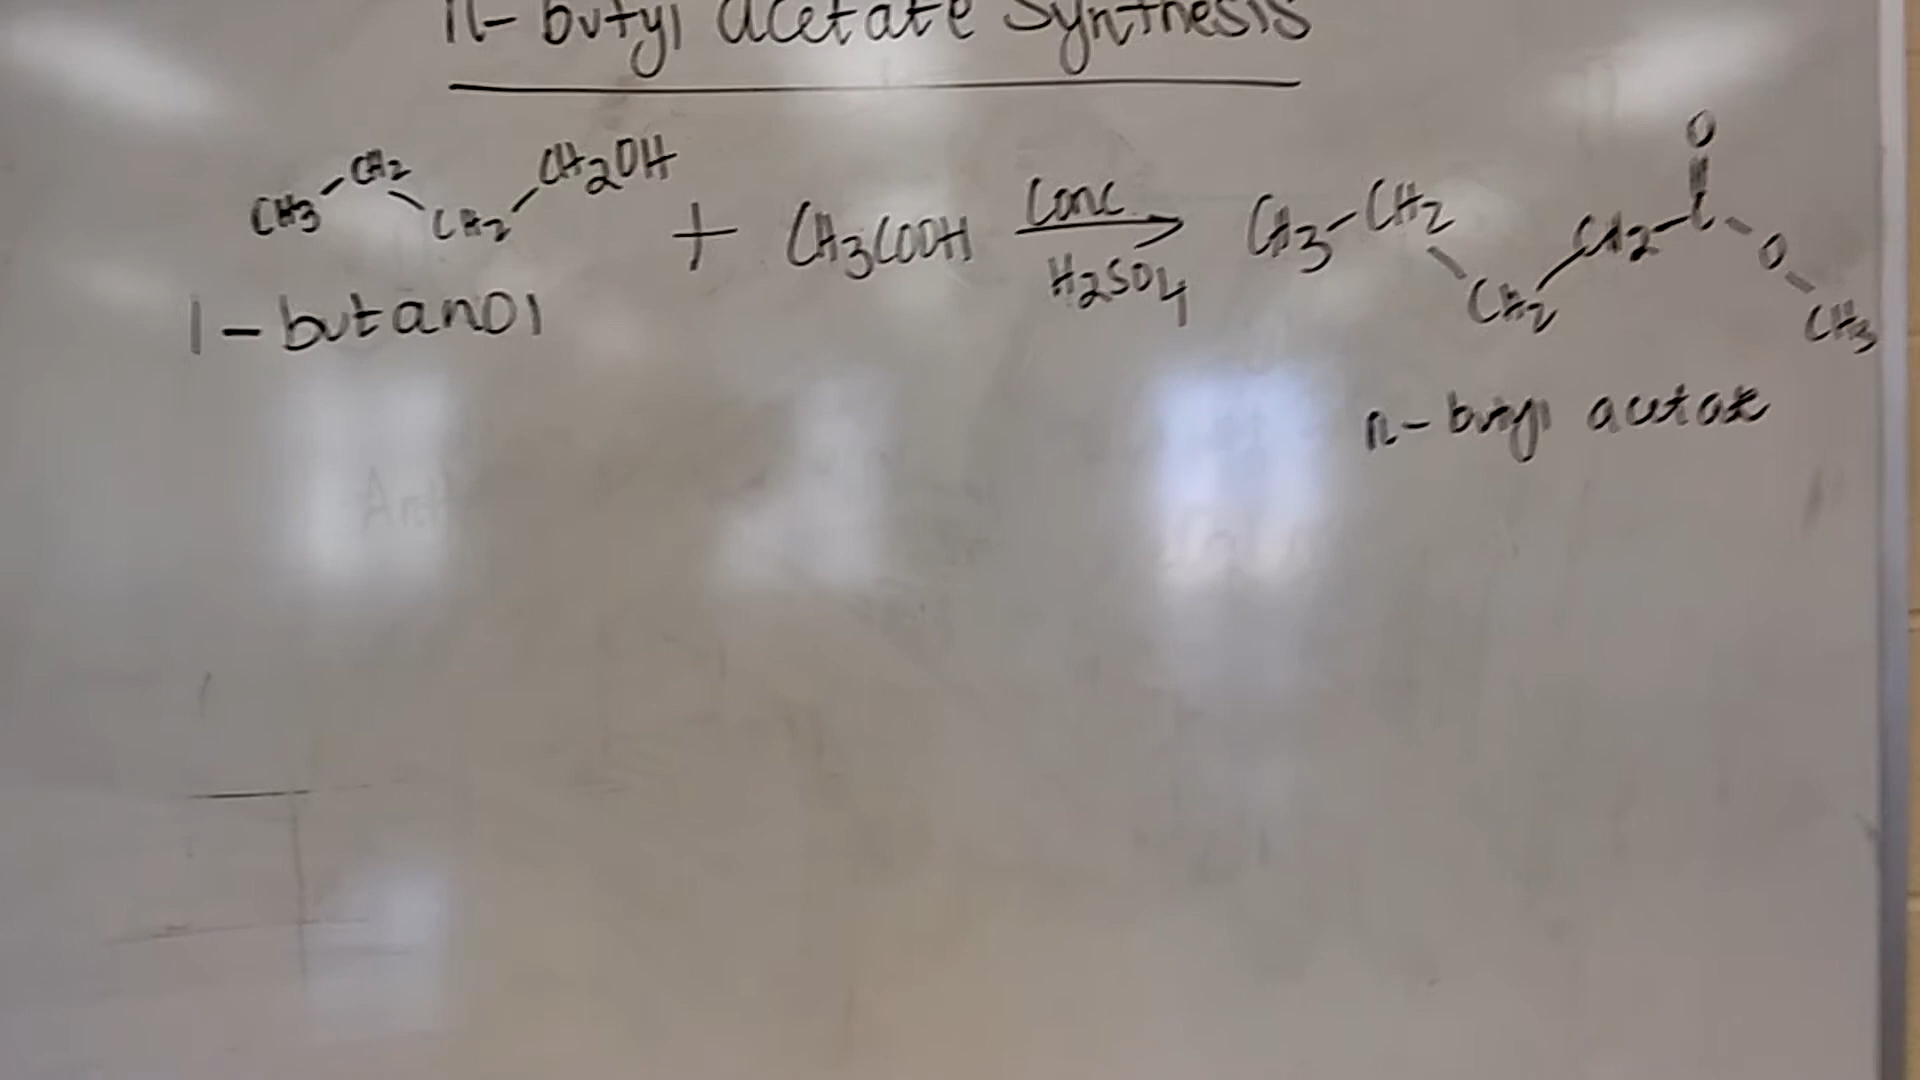 n-butyl acetate Synthesis
CH3-CH2-CH2-CH2OH + CH3COOH Conc. H2SO4 CH3-CH2-CH2-CH2-C-O-CH3
O
1-butanol
n-butyl acetate